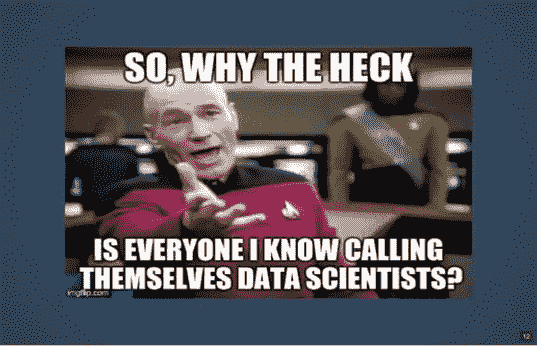 SO, WHY THE HECK
IS EVERYONE I KNOW CALLING
THEMSELVES DATA SCIENTISTS?
imgflip.com
12